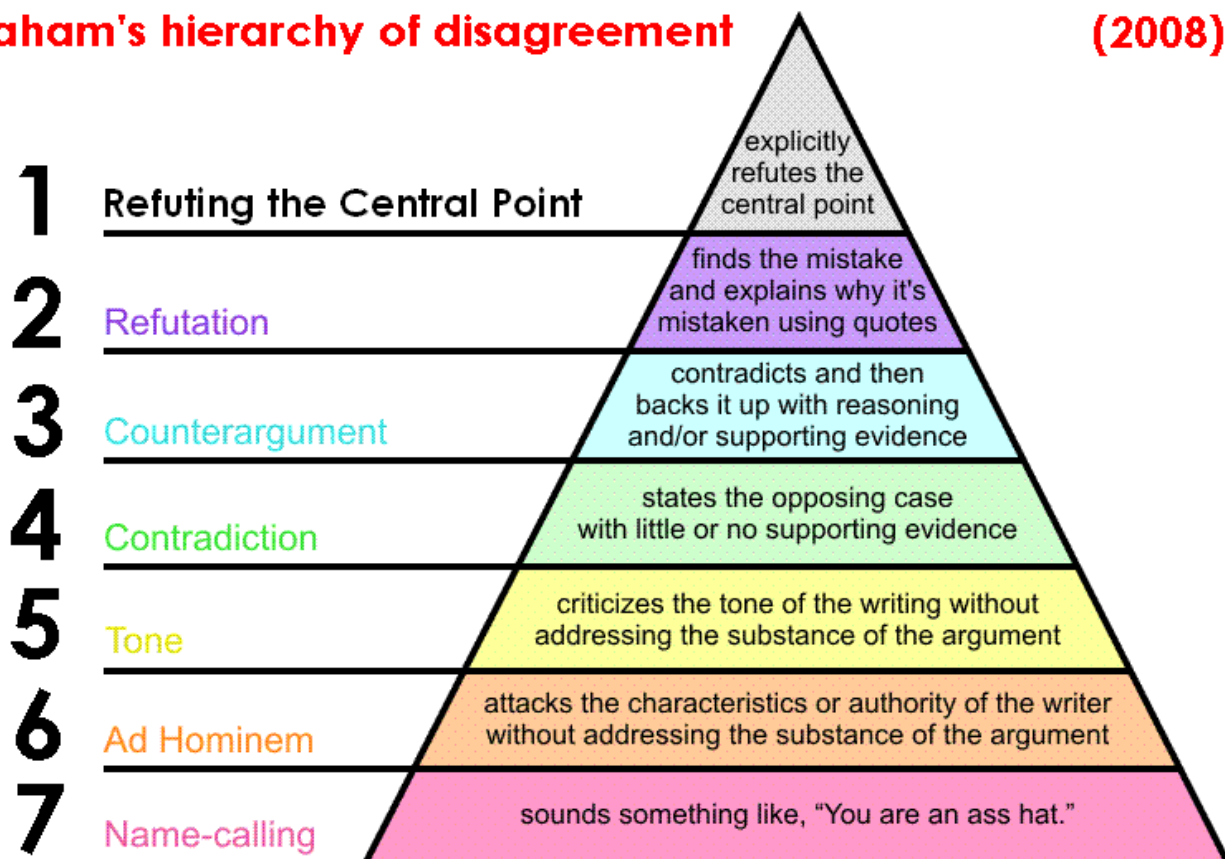 aham's hierarchy of disagreement (2008)
explicitly
refutes the
central point
1 Refuting the Central Point
finds the mistake
and explains why it's
mistaken using quotes
2 Refutation
contradicts and then
backs it up with reasoning
and/or supporting evidence
3 Counterargument
states the opposing case
with little or no supporting evidence
4 Contradiction
criticizes the tone of the writing without
addressing the substance of the argument
5 Tone
attacks the characteristics or authority of the writer
without addressing the substance of the argument
6 Ad Hominem
sounds something like, “You are an ass hat.”
7 Name-calling